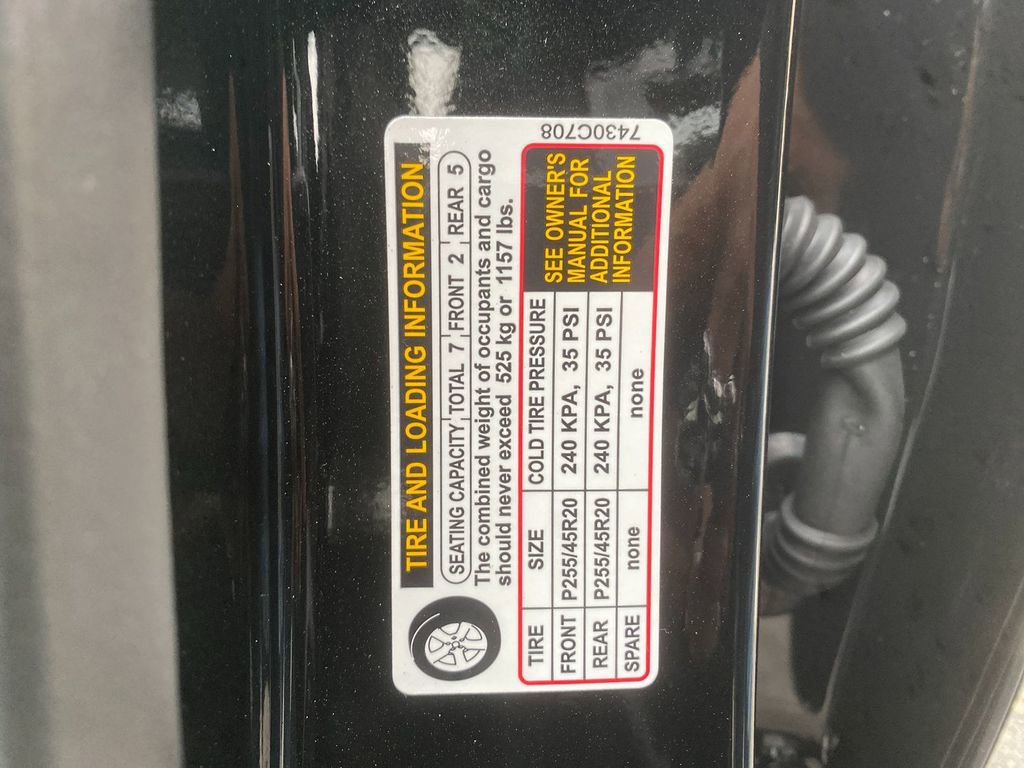 TIRE AND LOADING INFORMATION
SEATING CAPACITY TOTAL 7 FRONT 2 REAR 5
The combined weight of occupants and cargo
should never exceed 525 kg or 1157 lbs.
TIRE SIZE COLD TIRE PRESSURE
FRONT P255/45R20 240 KPA, 35 PSI
REAR P255/45R20 240 KPA, 35 PSI
SPARE none none
SEE OWNER'S
MANUAL FOR
ADDITIONAL
INFORMATION
7430C708